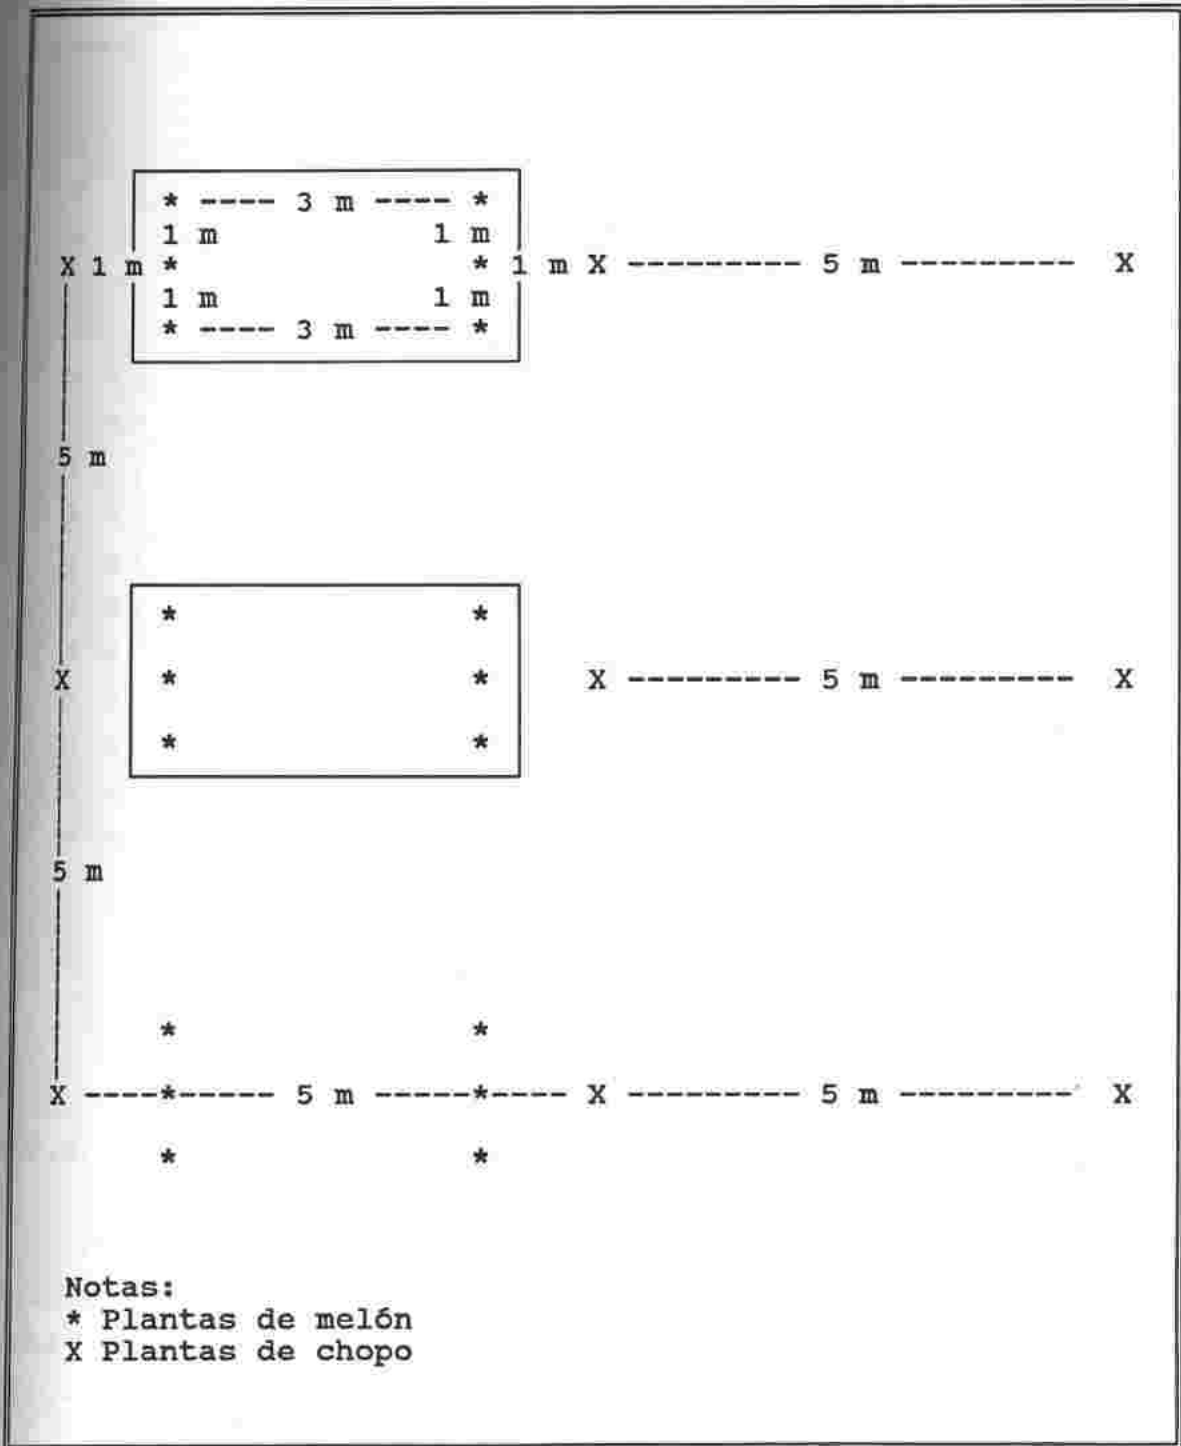 * ---- 3 m ---- *
1 m 1 m
X 1 m * * 1 m X --------- 5 m --------- X
1 m 1 m
* ---- 3 m ---- *
5 m
* *
X * * X --------- 5 m --------- X
* *
5 m
* *
X ----*----- 5 m -----*---- X --------- 5 m --------- X
* *
Notas:
* Plantas de melón
X Plantas de chopo